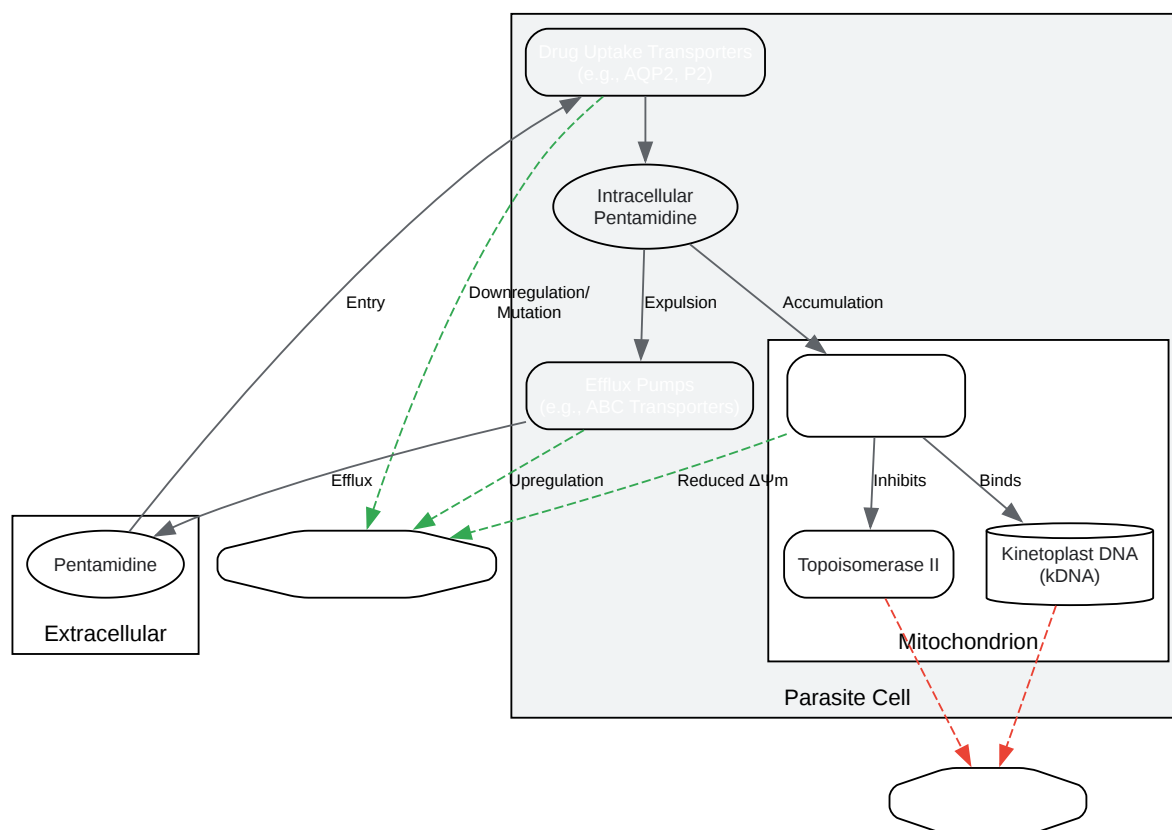 Drug Uptake Transporters
(e.g., AQP2, P2)
Intracellular
Pentamidine
Entry
Downregulation/
Mutation
Expulsion
Accumulation
Efflux Pumps
(e.g., ABC Transporters)
Efflux
Upregulation
Reduced ΔΨm
Inhibits
Binds
Pentamidine
Topoisomerase II
Kinetoplast DNA
(kDNA)
Extracellular
Mitochondrion
Parasite Cell